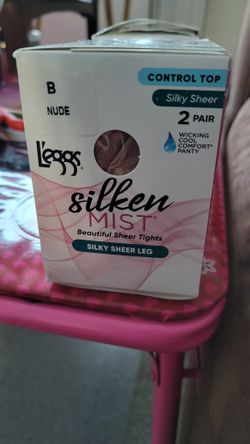 CONTROL TOP
B
Silky Sheer
NUDE
2 PAIR
WICKING
COOL
COMFORT*
PANTY
L'eggs®
silken
MIST®
Beautiful Sheer Tights
SILKY SHEER LEG